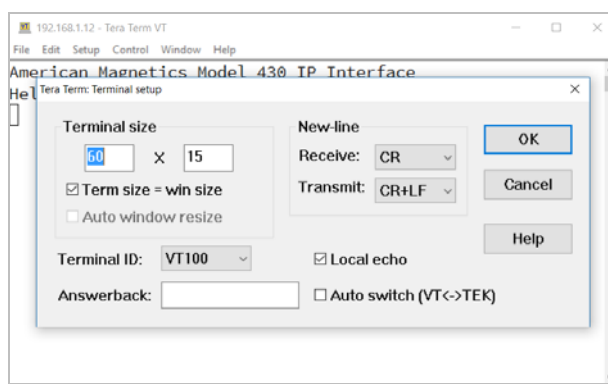 192.168.1.12 - Tera Term VT
File Edit Setup Control Window Help
American Magnetics Model 430 IP Interface
Hel
Tera Term: Terminal setup
Terminal size
60 X 15
Term size = win size
Auto window resize
New-line
Receive: CR
Transmit: CR+LF
OK
Cancel
Help
Terminal ID: VT100
Local echo
Answerback:
Auto switch (VT<->TEK)